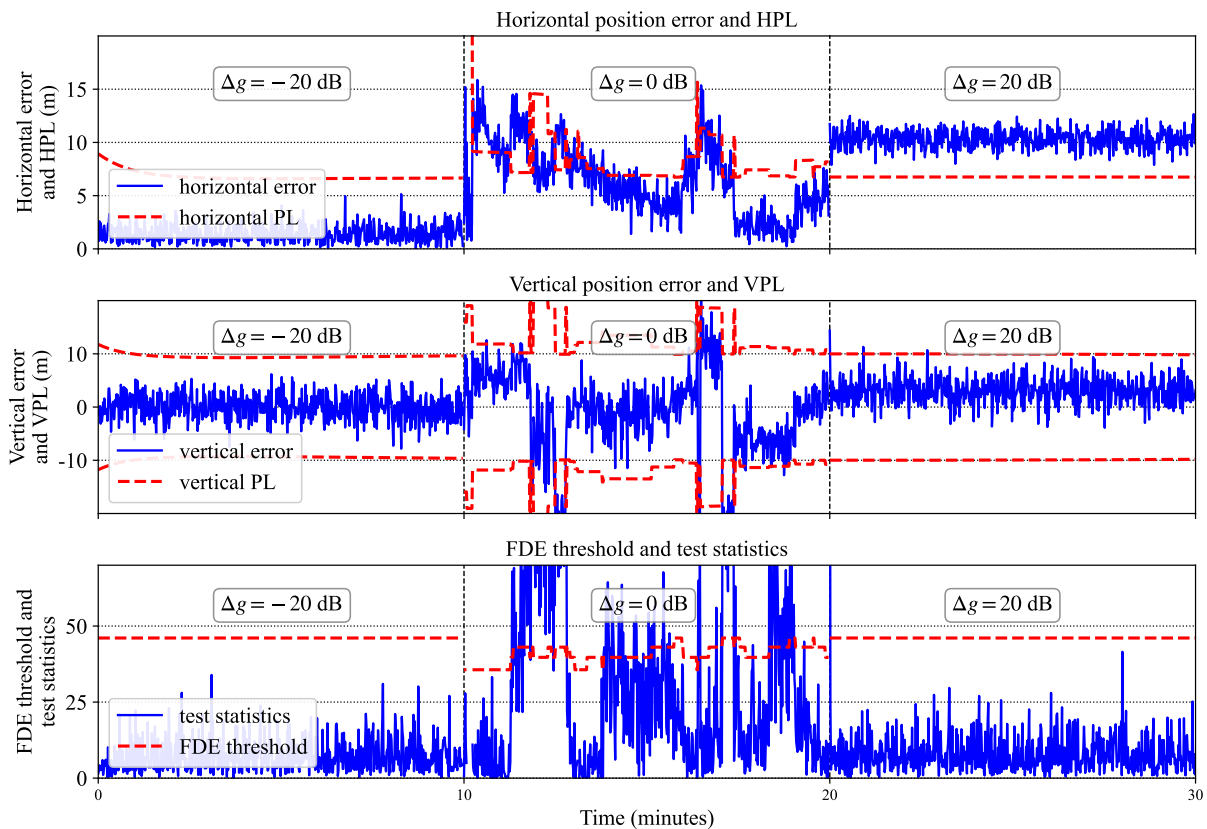 Horizontal position error and HPL
Horizontal error
and HPL (m)
15
10
5
0
Δg = −20 dB
Δg = 0 dB
Δg = 20 dB
horizontal error
horizontal PL
Vertical position error and VPL
Vertical error
and VPL (m)
10
0
-10
Δg = −20 dB
Δg = 0 dB
Δg = 20 dB
vertical error
vertical PL
FDE threshold and test statistics
FDE threshold and
test statistics
50
25
0
Δg = −20 dB
Δg = 0 dB
Δg = 20 dB
test statistics
FDE threshold
0
10
20
30
Time (minutes)